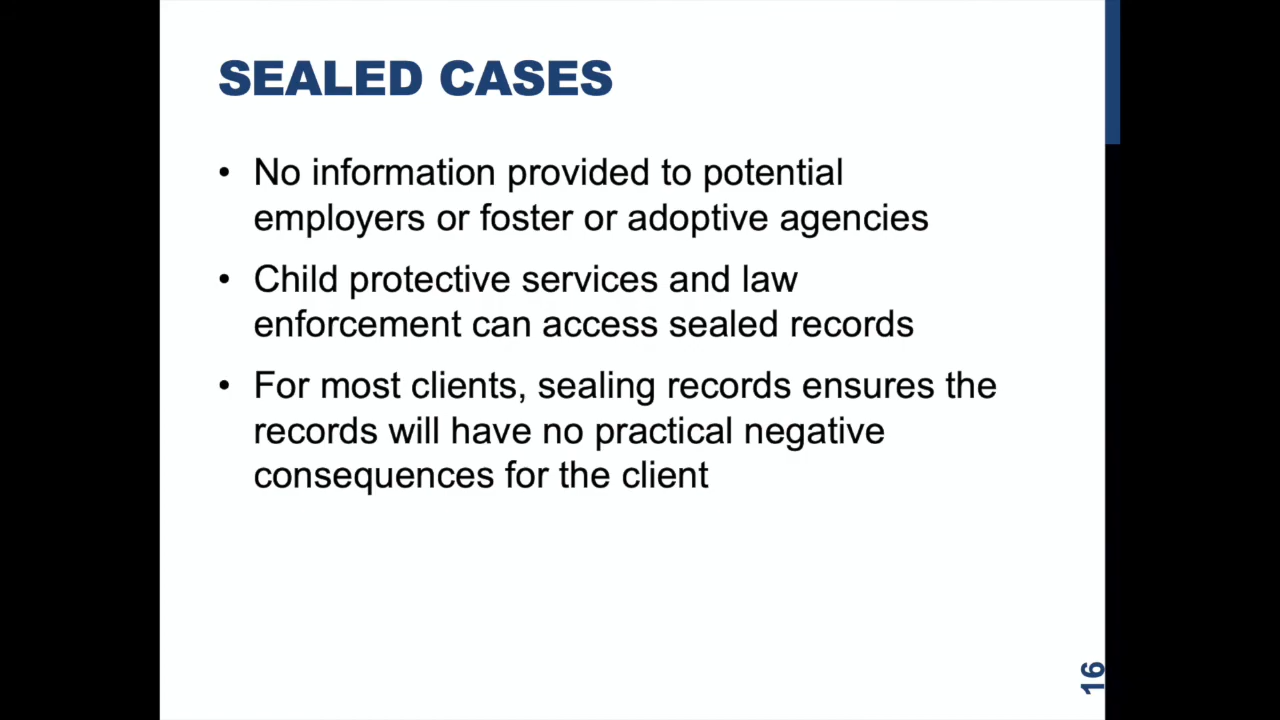 SEALED CASES
• No information provided to potential
employers or foster or adoptive agencies
• Child protective services and law
enforcement can access sealed records
• For most clients, sealing records ensures the
records will have no practical negative
consequences for the client
16